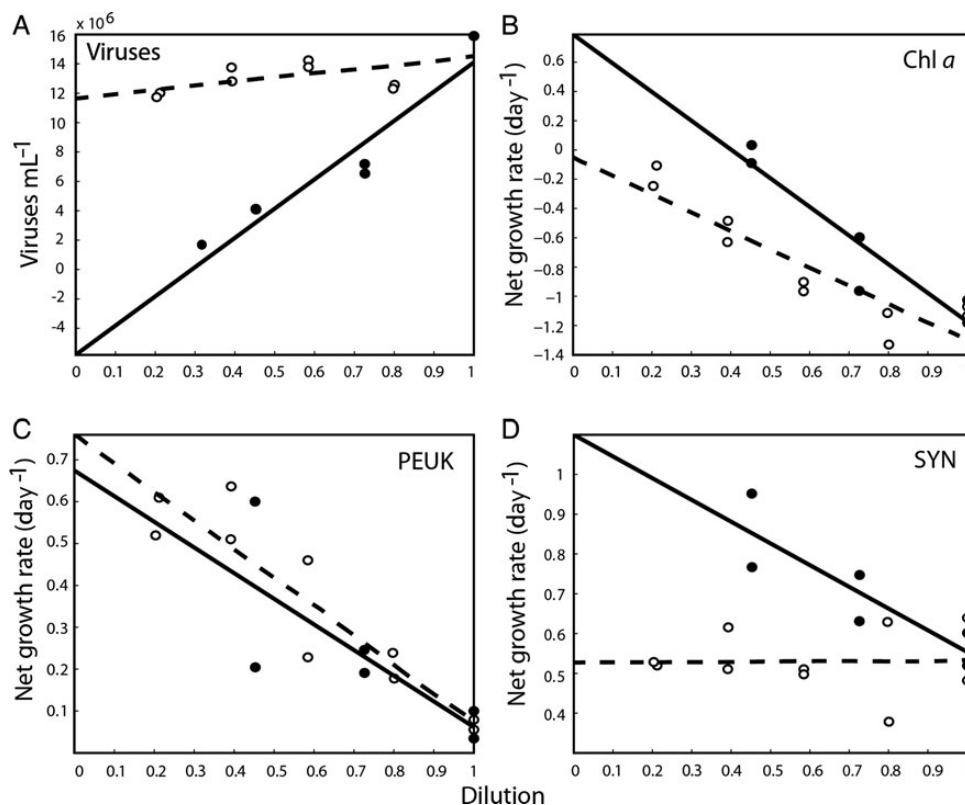 A
× 10⁶
Viruses
Viruses mL⁻¹
16
14
12
10
8
6
4
2
0
-2
-4
0 0.1 0.2 0.3 0.4 0.5 0.6 0.7 0.8 0.9 1
B
Chl a
Net growth rate (day⁻¹)
0.6
0.4
0.2
0
−0.2
−0.4
−0.6
−0.8
−1
−1.2
−1.4
0 0.1 0.2 0.3 0.4 0.5 0.6 0.7 0.8 0.9
C
PEUK
Net growth rate (day⁻¹)
0.7
0.6
0.5
0.4
0.3
0.2
0.1
0 0.1 0.2 0.3 0.4 0.5 0.6 0.7 0.8 0.9 1
D
SYN
Net growth rate (day⁻¹)
1
0.9
0.8
0.7
0.6
0.5
0.4
0 0.1 0.2 0.3 0.4 0.5 0.6 0.7 0.8 0.9
Dilution